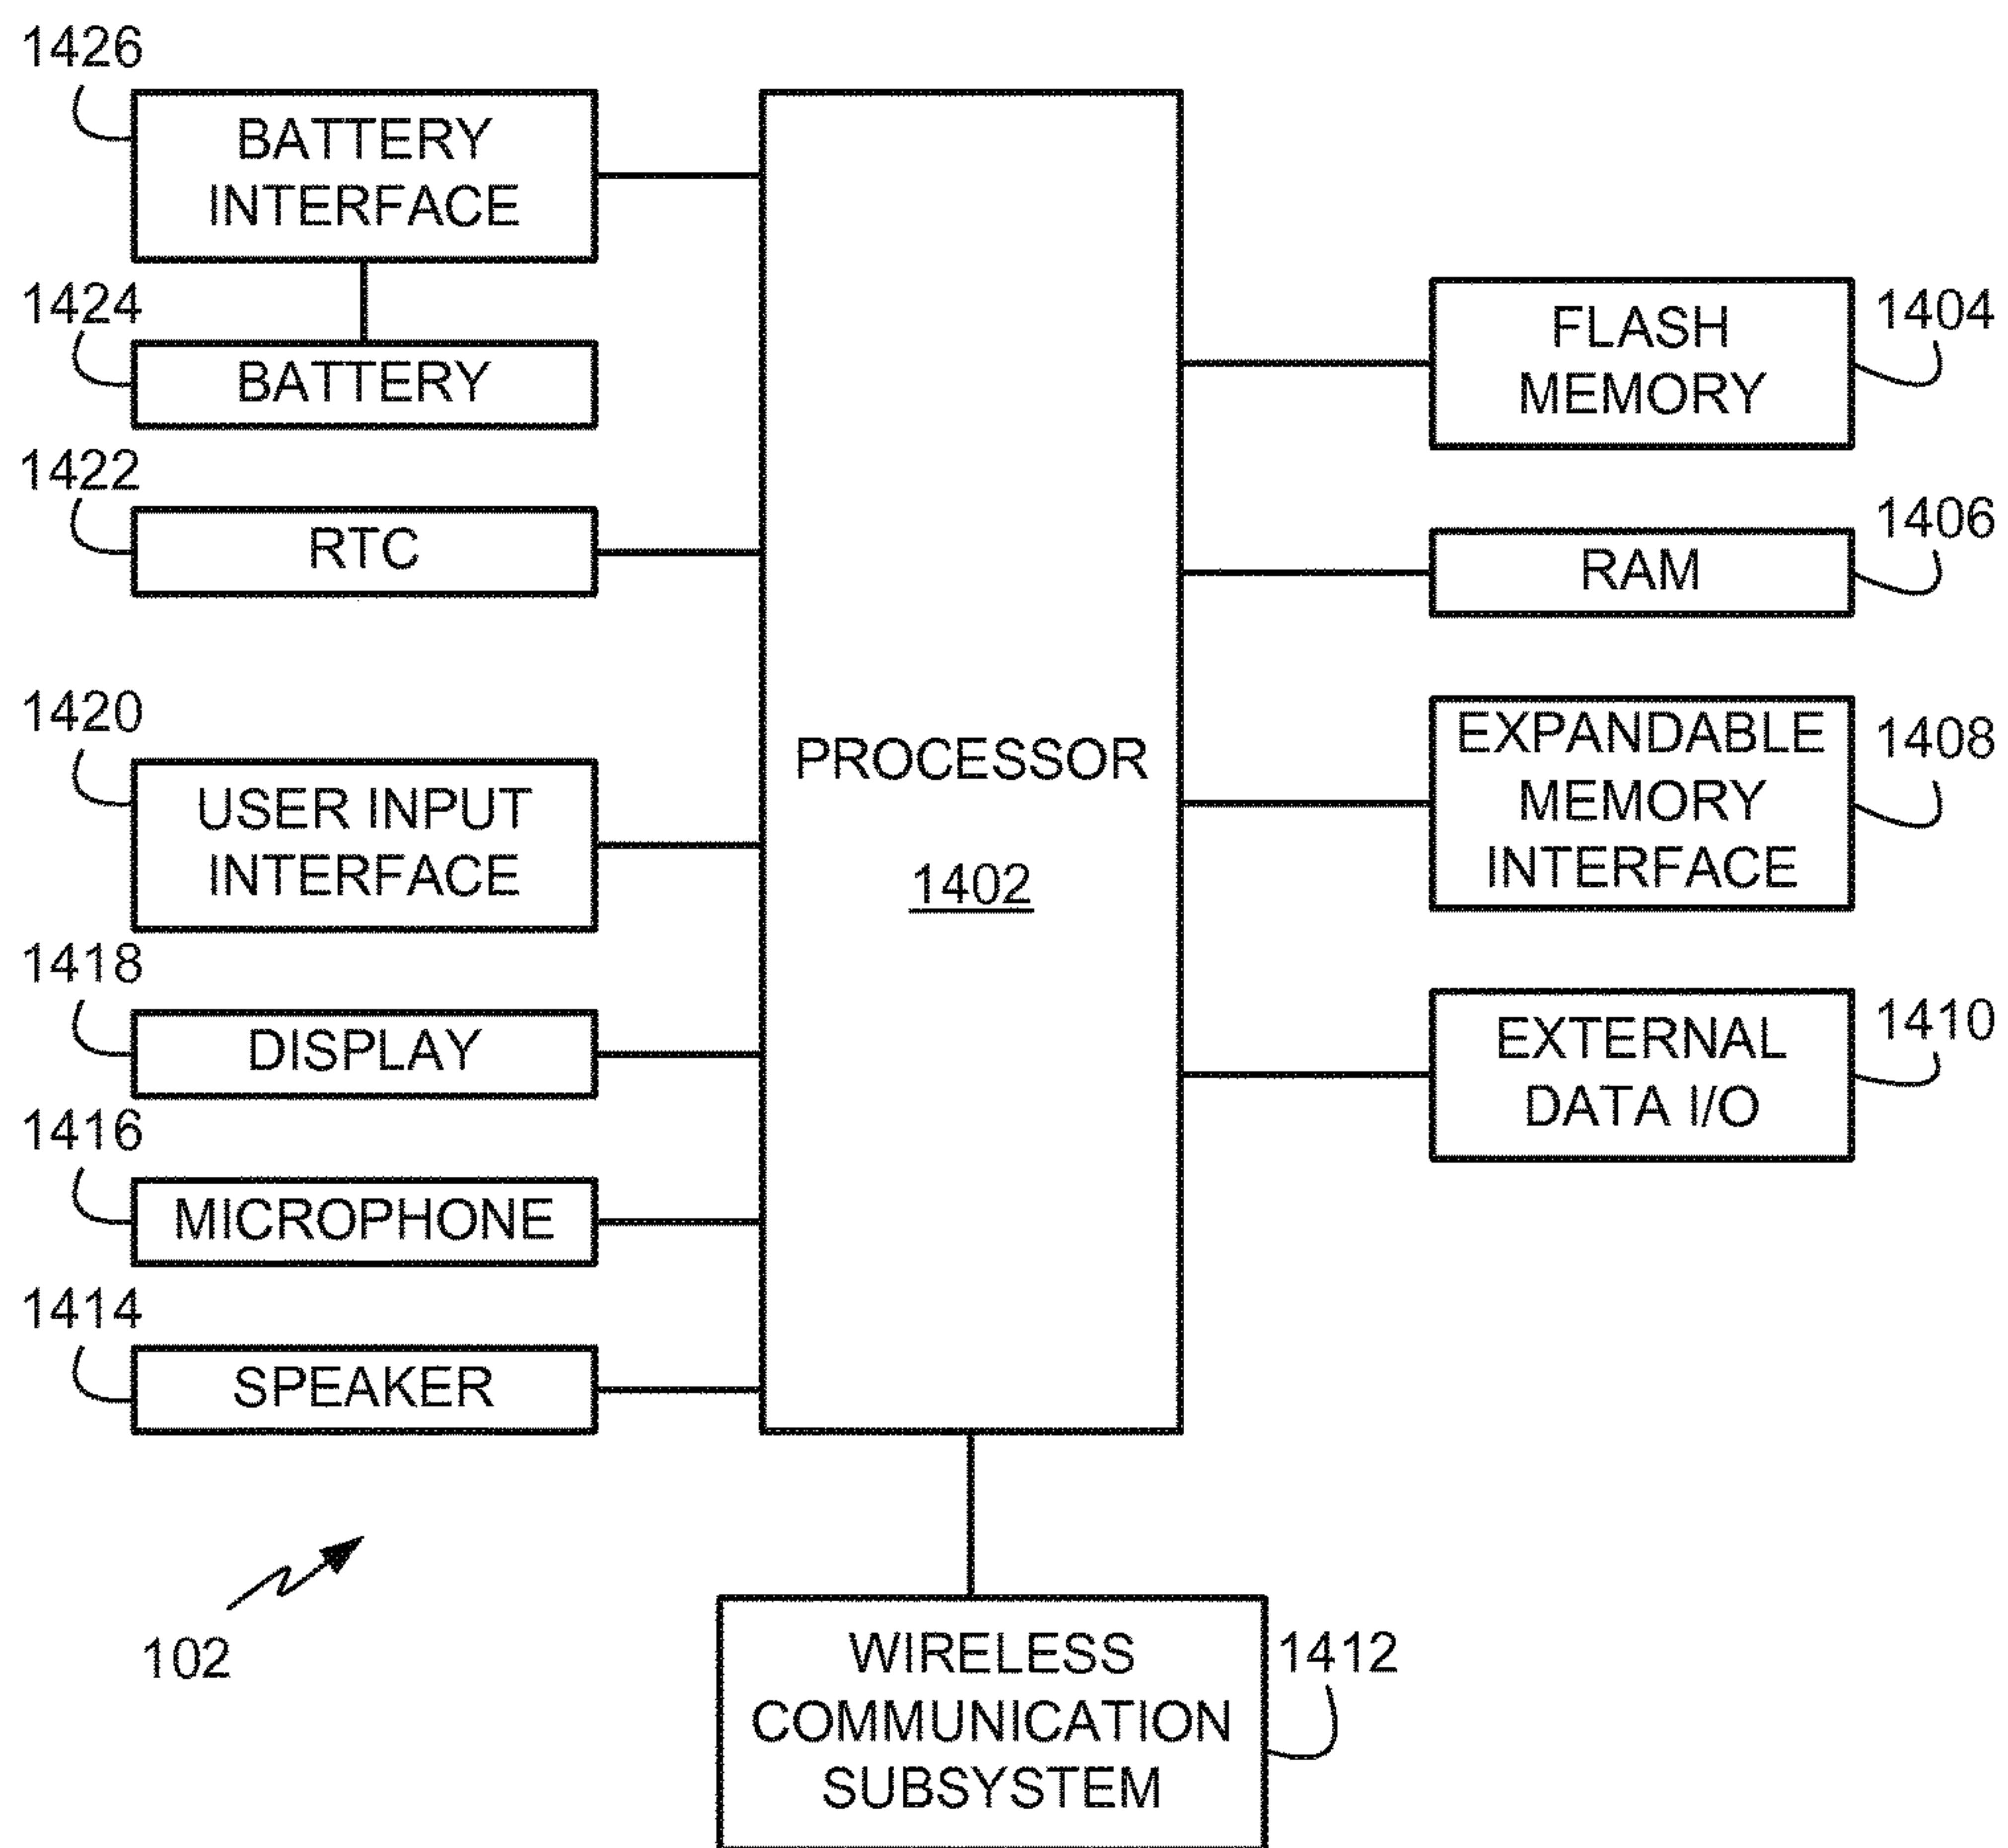 1426
BATTERY
INTERFACE
1424
BATTERY
1422
RTC
1420
USER INPUT
INTERFACE
1418
DISPLAY
1416
MICROPHONE
1414
SPEAKER
PROCESSOR
1402
FLASH
MEMORY
1404
RAM
1406
EXPANDABLE
MEMORY
INTERFACE
1408
EXTERNAL
DATA I/O
1410
102
WIRELESS
COMMUNICATION
SUBSYSTEM
1412